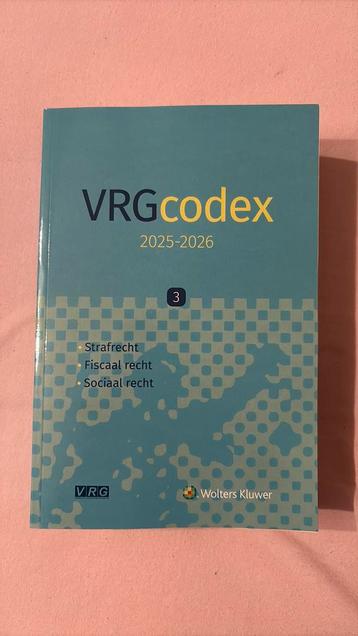 VRGcodex
2025-2026
3
• Strafrecht
• Fiscaal recht
• Sociaal recht
VRG
Wolters Kluwer